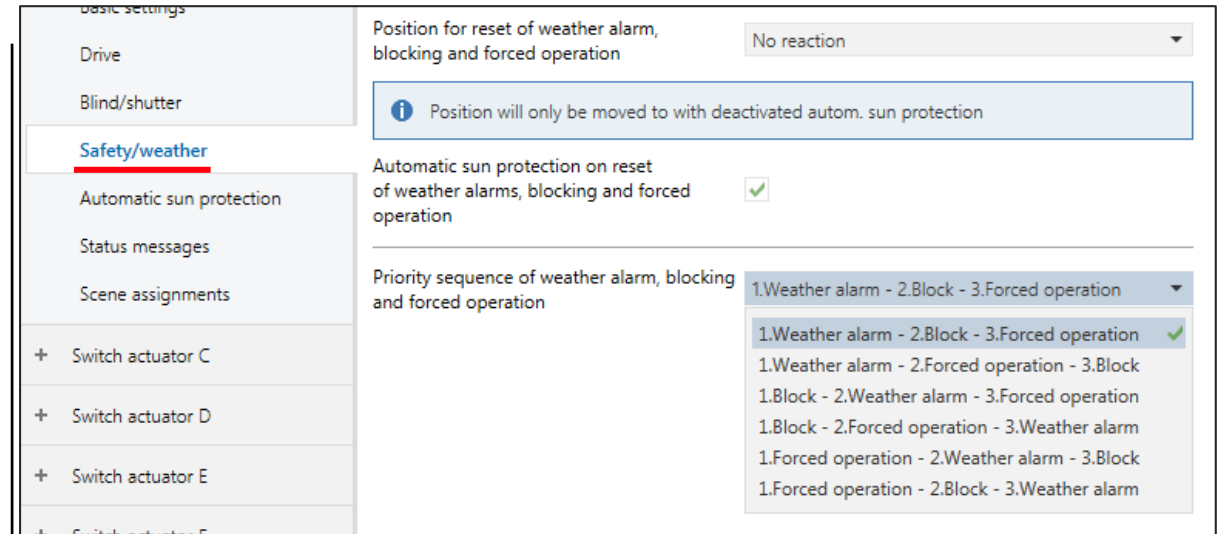 Basic settings
Drive
Blind/shutter
Safety/weather
Automatic sun protection
Status messages
Scene assignments
+ Switch actuator C
+ Switch actuator D
+ Switch actuator E
+ Switch actuator F
Position for reset of weather alarm,
blocking and forced operation
No reaction
Position will only be moved to with deactivated autom. sun protection
Automatic sun protection on reset
of weather alarms, blocking and forced
operation
Priority sequence of weather alarm, blocking
and forced operation
1.Weather alarm - 2.Block - 3.Forced operation
1.Weather alarm - 2.Block - 3.Forced operation
1.Weather alarm - 2.Forced operation - 3.Block
1.Block - 2.Weather alarm - 3.Forced operation
1.Block - 2.Forced operation - 3.Weather alarm
1.Forced operation - 2.Weather alarm - 3.Block
1.Forced operation - 2.Block - 3.Weather alarm